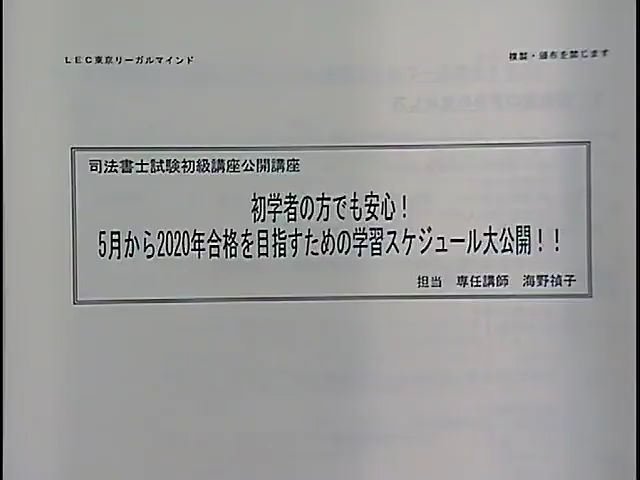 LEC東京リーガルマインド
複製・頒布を禁じます
司法書士試験初級講座公開講座
初学者の方でも安心！
5月から2020年合格を目指すための学習スケジュール大公開！！
担当　専任講師　海野禎子